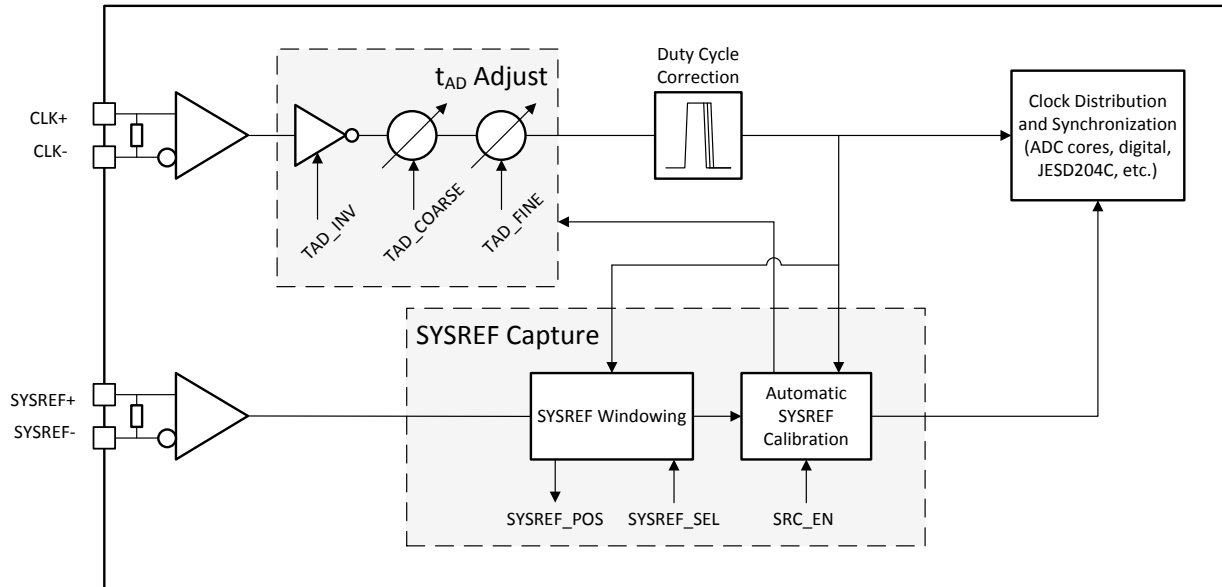 Duty Cycle
Correction
t_AD Adjust
CLK+
CLK-
TAD_INV
TAD_COARSE
TAD_FINE
Clock Distribution
and Synchronization
(ADC cores, digital,
JESD204C, etc.)
SYSREF Capture
SYSREF+
SYSREF-
SYSREF Windowing
Automatic
SYSREF
Calibration
SYSREF_POS
SYSREF_SEL
SRC_EN